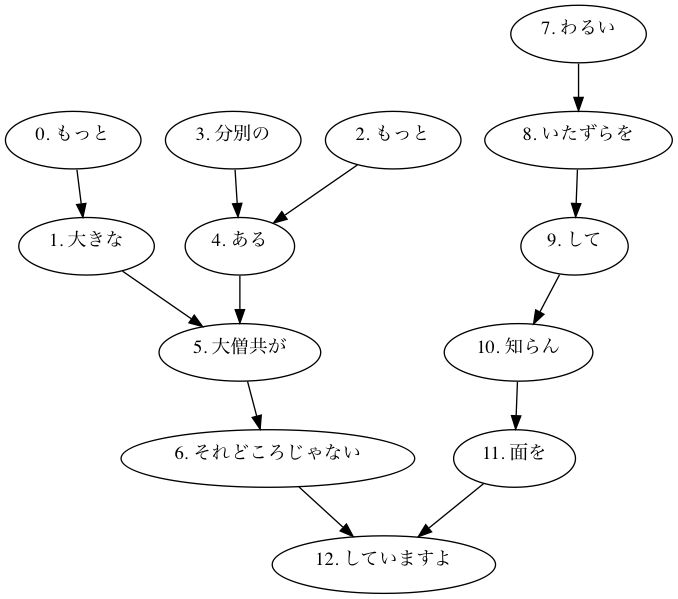 7. わるい
0. もっと
3. 分別の
2. もっと
8. いたずらを
1. 大きな
4. ある
9. して
5. 大僧共が
10. 知らん
6. それどころじゃない
11. 面を
12. していますよ